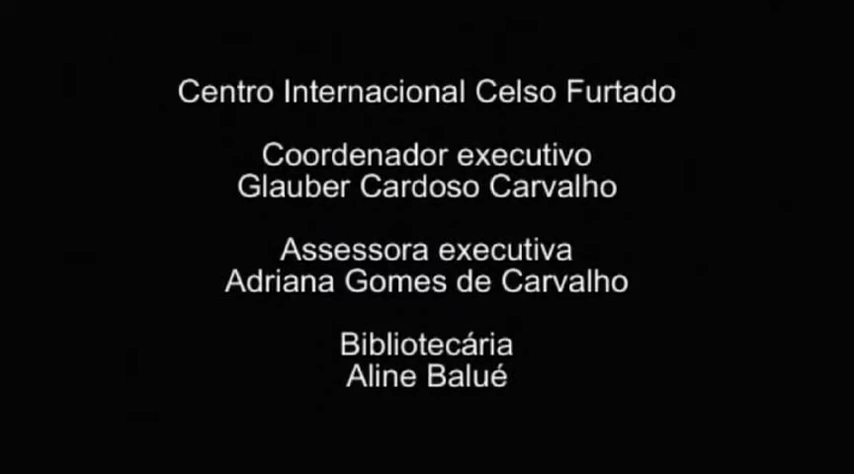 Centro Internacional Celso Furtado
Coordenador executivo
Glauber Cardoso Carvalho
Assessora executiva
Adriana Gomes de Carvalho
Bibliotecária
Aline Balué